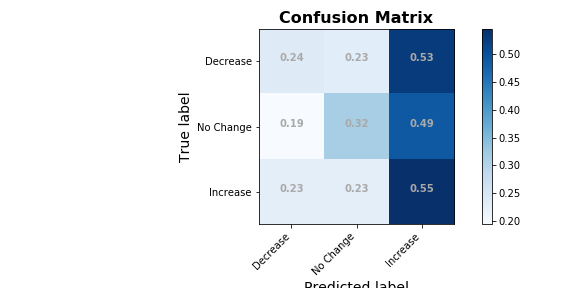 Confusion Matrix
Decrease 0.24 0.23 0.53
No Change 0.19 0.32 0.49
Increase 0.23 0.23 0.55
True label
Decrease No Change Increase
Predicted label
0.50
0.45
0.40
0.35
0.30
0.25
0.20